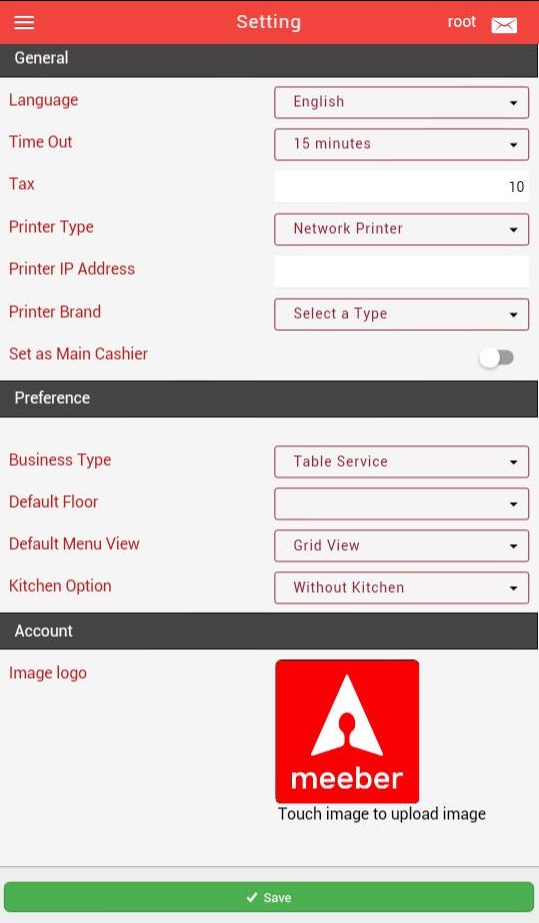 Setting root
General
Language English
Time Out 15 minutes
Tax 10
Printer Type Network Printer
Printer IP Address
Printer Brand Select a Type
Set as Main Cashier
Preference
Business Type Table Service
Default Floor
Default Menu View Grid View
Kitchen Option Without Kitchen
Account
Image logo
meeber
Touch image to upload image
Save